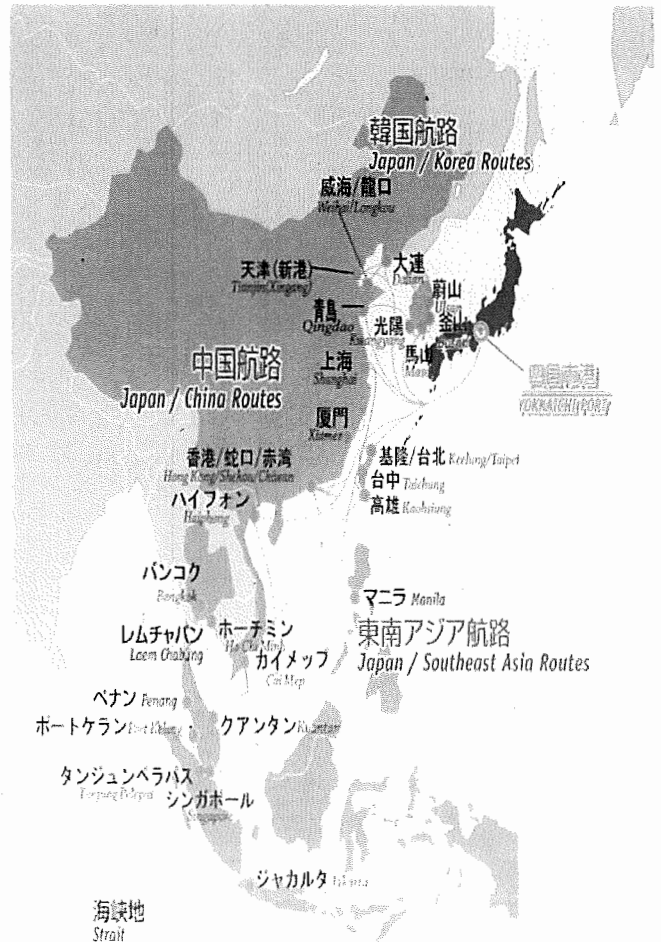 韓国航路
Japan / Korea Routes
威海/龍口
Weihai/Longkou
天津(新港)
Tianjin(Xingang)
大連
Dalian
蔚山
Ulsan
青島
Qingdao
光陽
Kwangyang
釜山
馬山
Masan
中国航路
Japan / China Routes
上海
Shanghai
四日市港
YOKKAICHI PORT
厦門
Xiamen
香港/蛇口/赤湾
Hong Kong/Shekou/Chiwan
基隆/台北 Keelung/Taipei
台中 Taichung
高雄 Kaohsiung
ハイフォン
Haiphong
バンコク
Bangkok
マニラ Manila
東南アジア航路
Japan / Southeast Asia Routes
レムチャバン
Laem Chabang
ホーチミン
Ho Chi Minh
カイメップ
Cai Mep
ペナン Penang
ポートケラン
クアンタン Kuantan
タンジュンペラパス
シンガポール
Singapore
ジャカルタ
海峡地
Strait